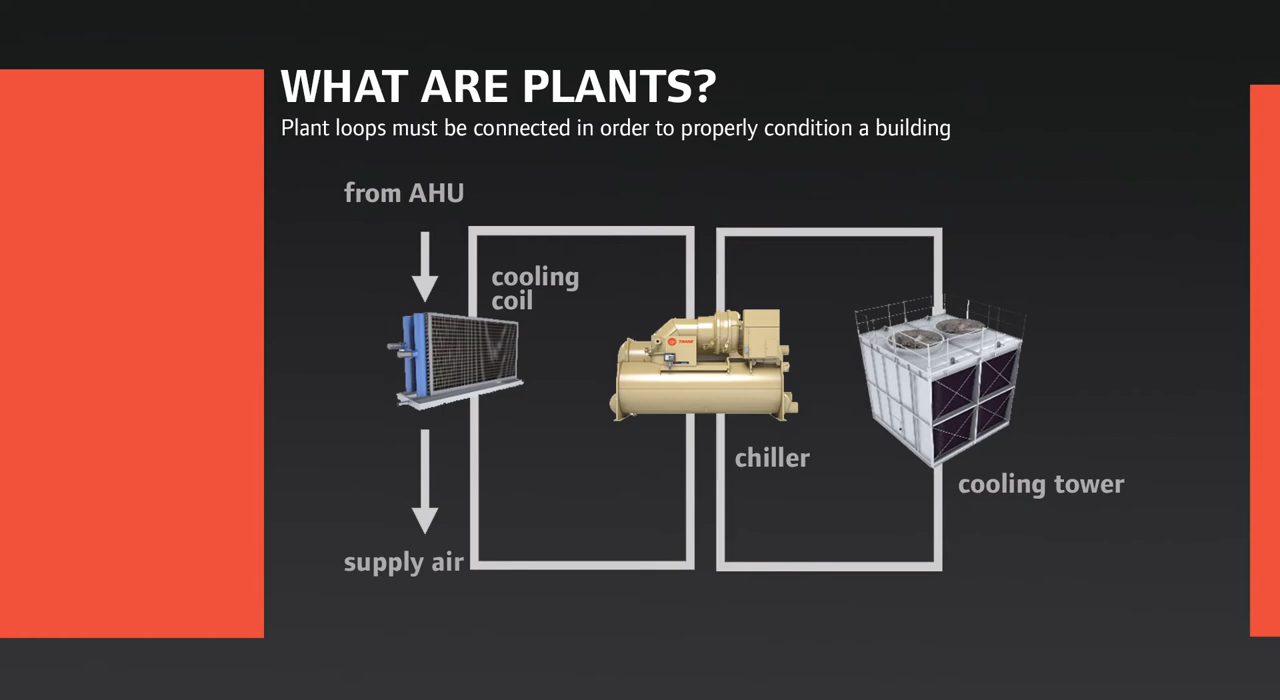 WHAT ARE PLANTS?
Plant loops must be connected in order to properly condition a building
from AHU
cooling
coil
TRANE
chiller
cooling tower
supply air